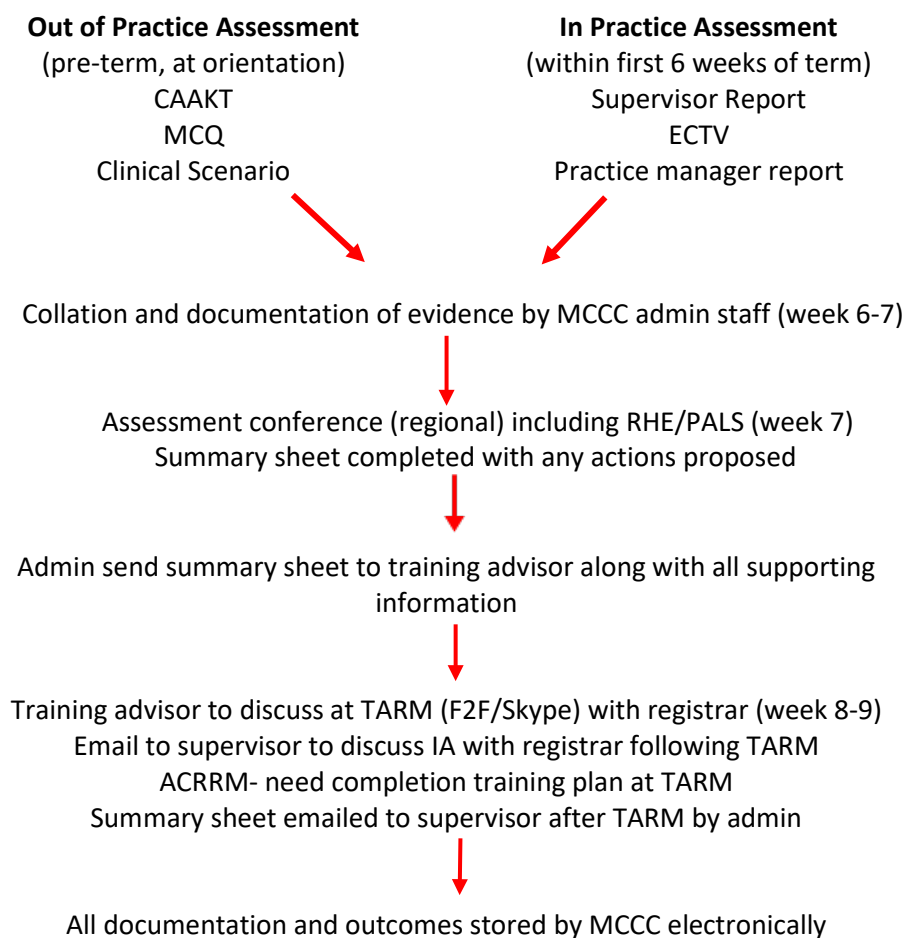 Out of Practice Assessment
(pre-term, at orientation)
CAAKT
MCQ
Clinical Scenario
In Practice Assessment
(within first 6 weeks of term)
Supervisor Report
ECTV
Practice manager report
Collation and documentation of evidence by MCCC admin staff (week 6-7)
Assessment conference (regional) including RHE/PALS (week 7)
Summary sheet completed with any actions proposed
Admin send summary sheet to training advisor along with all supporting
information
Training advisor to discuss at TARM (F2F/Skype) with registrar (week 8-9)
Email to supervisor to discuss IA with registrar following TARM
ACRRM- need completion training plan at TARM
Summary sheet emailed to supervisor after TARM by admin
All documentation and outcomes stored by MCCC electronically